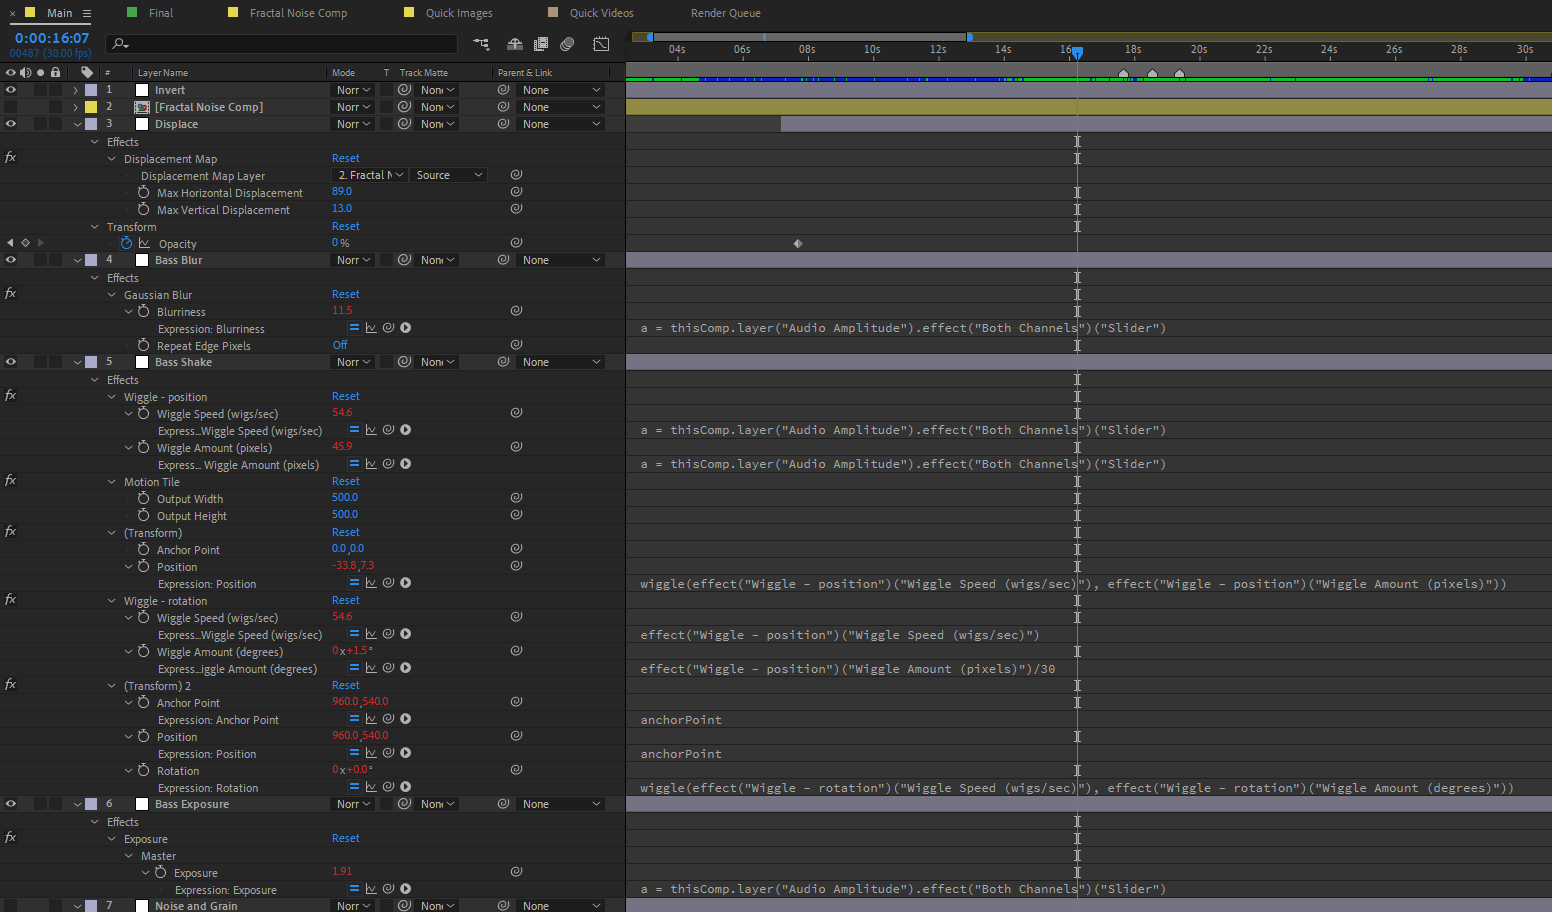 × Main ☰ Final Fractal Noise Comp Quick Images Quick Videos Render Queue
0:00:16:07
00487 (30.00 fps)
04s 06s 08s 10s 12s 14s 16s 18s 20s 22s 24s 26s 28s 30s
# Layer Name Mode T Track Matte Parent & Link
1 Invert Norr None None
2 [Fractal Noise Comp] Norr None None
3 Displace Norr None None
Effects
fx Displacement Map Reset
Displacement Map Layer 2. Fractal N Source
Max Horizontal Displacement 89.0
Max Vertical Displacement 13.0
Transform Reset
Opacity 0 %
4 Bass Blur Norr None None
Effects
fx Gaussian Blur Reset
Blurriness 11.5
Expression: Blurriness a = thisComp.layer("Audio Amplitude").effect("Both Channels")("Slider")
Repeat Edge Pixels Off
5 Bass Shake Norr None None
Effects
fx Wiggle - position Reset
Wiggle Speed (wigs/sec) 54.6
Express...Wiggle Speed (wigs/sec) a = thisComp.layer("Audio Amplitude").effect("Both Channels")("Slider")
Wiggle Amount (pixels) 45.9
Express... Wiggle Amount (pixels) a = thisComp.layer("Audio Amplitude").effect("Both Channels")("Slider")
fx Motion Tile Reset
Output Width 500.0
Output Height 500.0
fx (Transform) Reset
Anchor Point 0.0,0.0
Position -33.8,7.3
Expression: Position wiggle(effect("Wiggle - position")("Wiggle Speed (wigs/sec)"), effect("Wiggle - position")("Wiggle Amount (pixels)"))
fx Wiggle - rotation Reset
Wiggle Speed (wigs/sec) 54.6
Express...Wiggle Speed (wigs/sec) effect("Wiggle - position")("Wiggle Speed (wigs/sec)")
Wiggle Amount (degrees) 0x+1.5°
Express...iggle Amount (degrees) effect("Wiggle - position")("Wiggle Amount (pixels)")/30
fx (Transform) 2 Reset
Anchor Point 960.0,540.0
Expression: Anchor Point anchorPoint
Position 960.0,540.0
Expression: Position anchorPoint
Rotation 0x+0.0°
Expression: Rotation wiggle(effect("Wiggle - rotation")("Wiggle Speed (wigs/sec)"), effect("Wiggle - rotation")("Wiggle Amount (degrees)"))
6 Bass Exposure Norr None None
Effects
fx Exposure Reset
Master
Exposure 1.91
Expression: Exposure a = thisComp.layer("Audio Amplitude").effect("Both Channels")("Slider")
7 Noise and Grain Norr None None